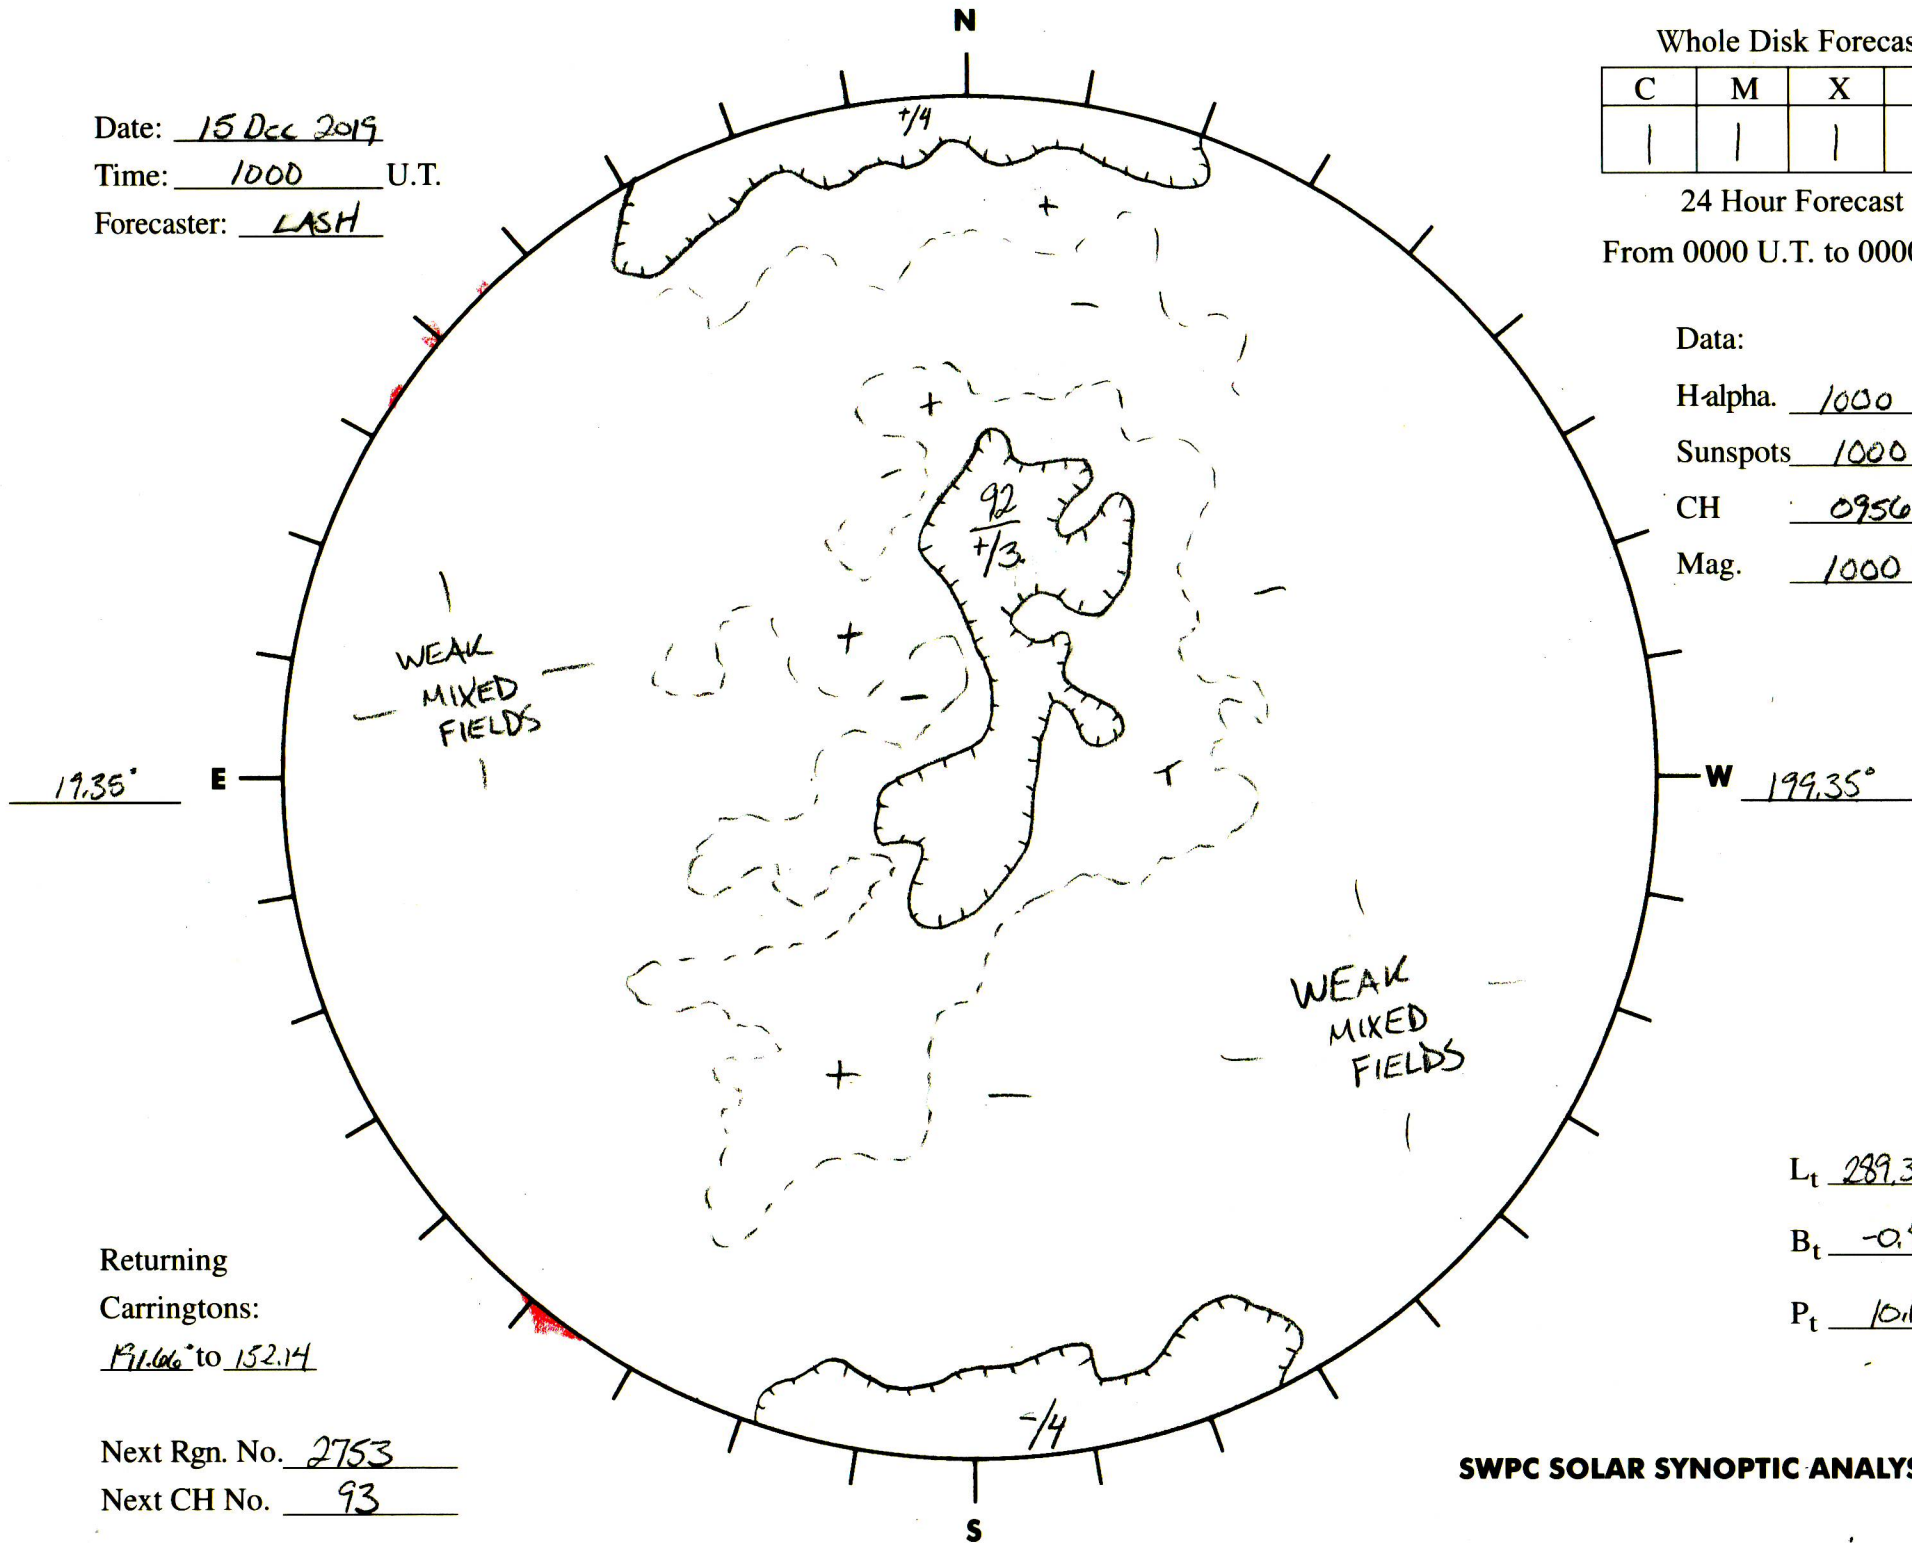 N
Whole Disk Forecas
C M X
1 1 1
24 Hour Forecast
From 0000 U.T. to 000
Date: 15 Dec 2019
Time: 1000 U.T.
Forecaster: LASH
+/4
+
-
Data:
H-alpha. 1000
Sunspots 1000
CH 0956
Mag. 1000
+
-
92
+/3
-
+
-
WEAK
MIXED
FIELDS
19.35°
E
+
W
199.35°
WEAK
MIXED
FIELDS
+
-
Lt 289.3
Bt -0.
Pt 10.
Returning
Carringtons:
191.66° to 152.14
-/4
Next Rgn. No. 2753
Next CH No. 93
SWPC SOLAR SYNOPTIC ANALYS
S